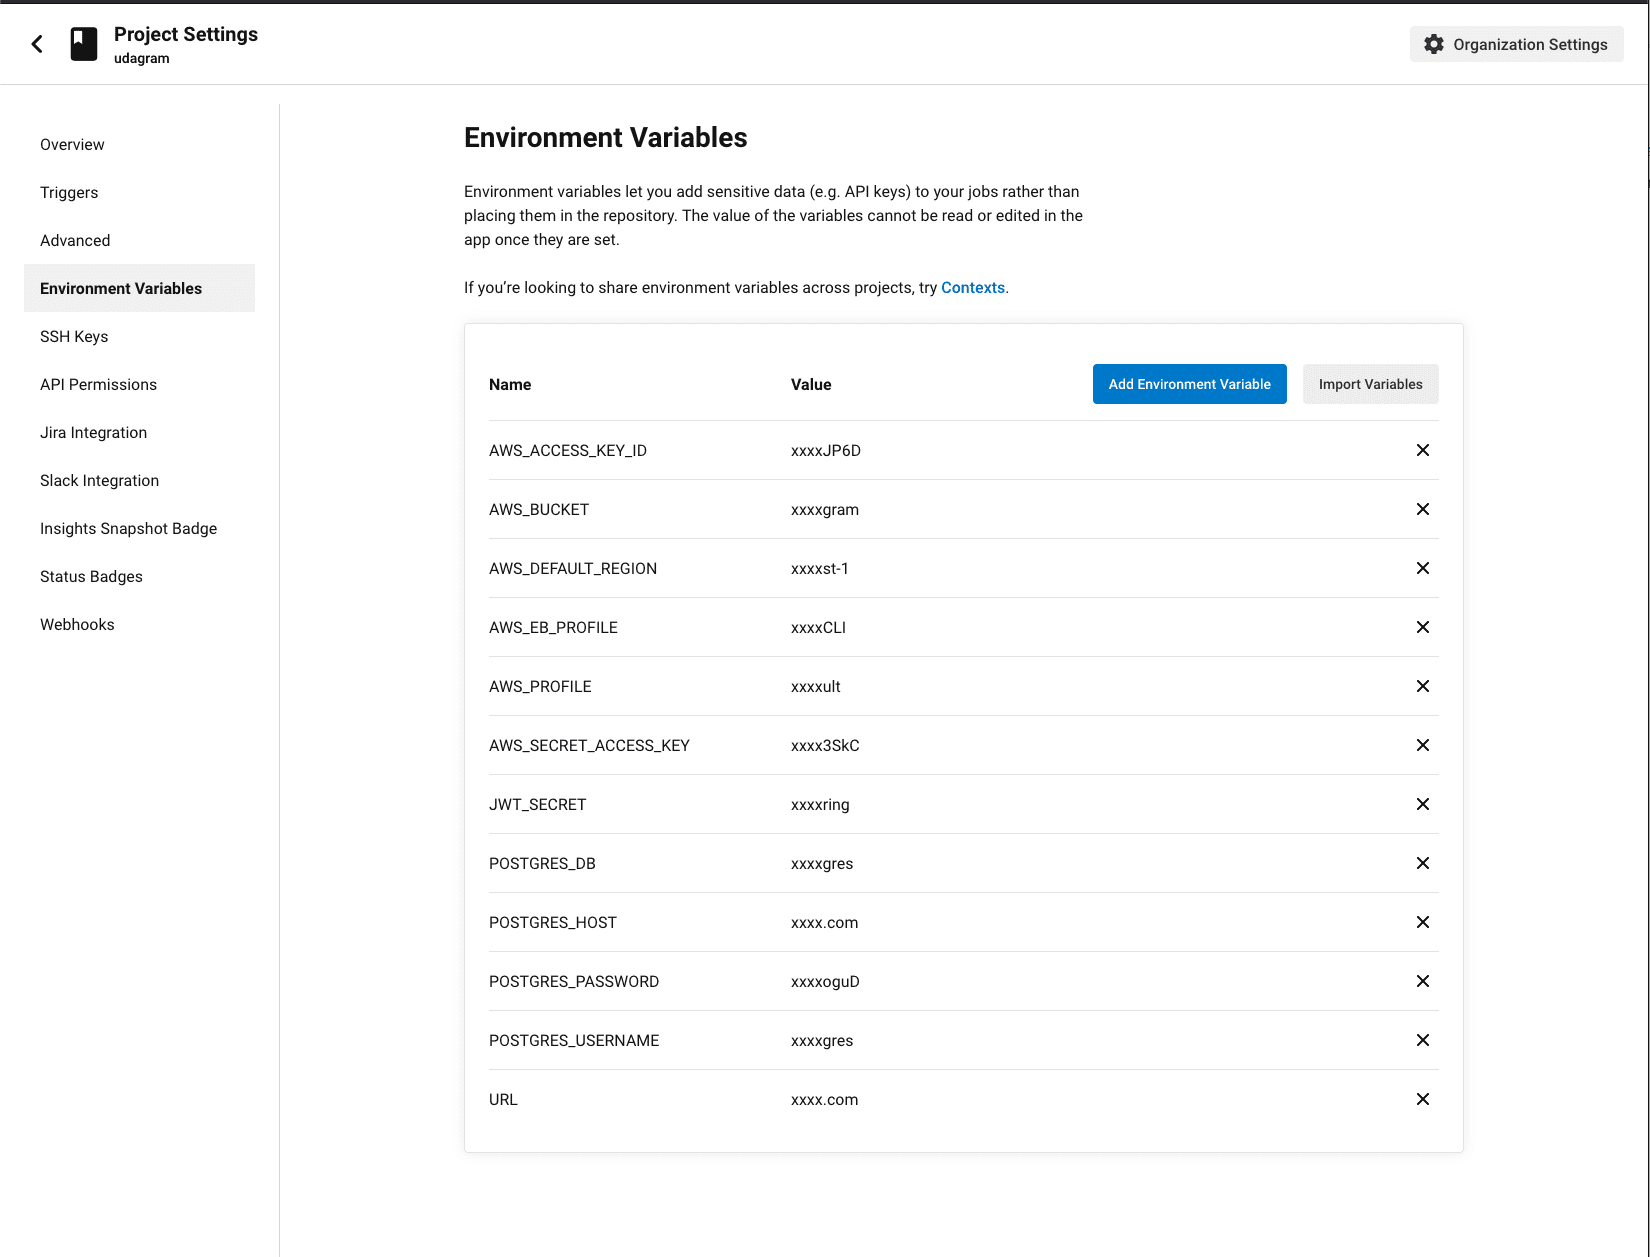 Project Settings
udagram
Organization Settings
Overview
Triggers
Advanced
Environment Variables
SSH Keys
API Permissions
Jira Integration
Slack Integration
Insights Snapshot Badge
Status Badges
Webhooks
Environment Variables
Environment variables let you add sensitive data (e.g. API keys) to your jobs rather than
placing them in the repository. The value of the variables cannot be read or edited in the
app once they are set.
If you’re looking to share environment variables across projects, try Contexts.
Name Value Add Environment Variable Import Variables
AWS_ACCESS_KEY_ID xxxxJP6D
AWS_BUCKET xxxxgram
AWS_DEFAULT_REGION xxxxst-1
AWS_EB_PROFILE xxxxCLI
AWS_PROFILE xxxxult
AWS_SECRET_ACCESS_KEY xxxx3SkC
JWT_SECRET xxxxring
POSTGRES_DB xxxxgres
POSTGRES_HOST xxxx.com
POSTGRES_PASSWORD xxxxoguD
POSTGRES_USERNAME xxxxgres
URL xxxx.com